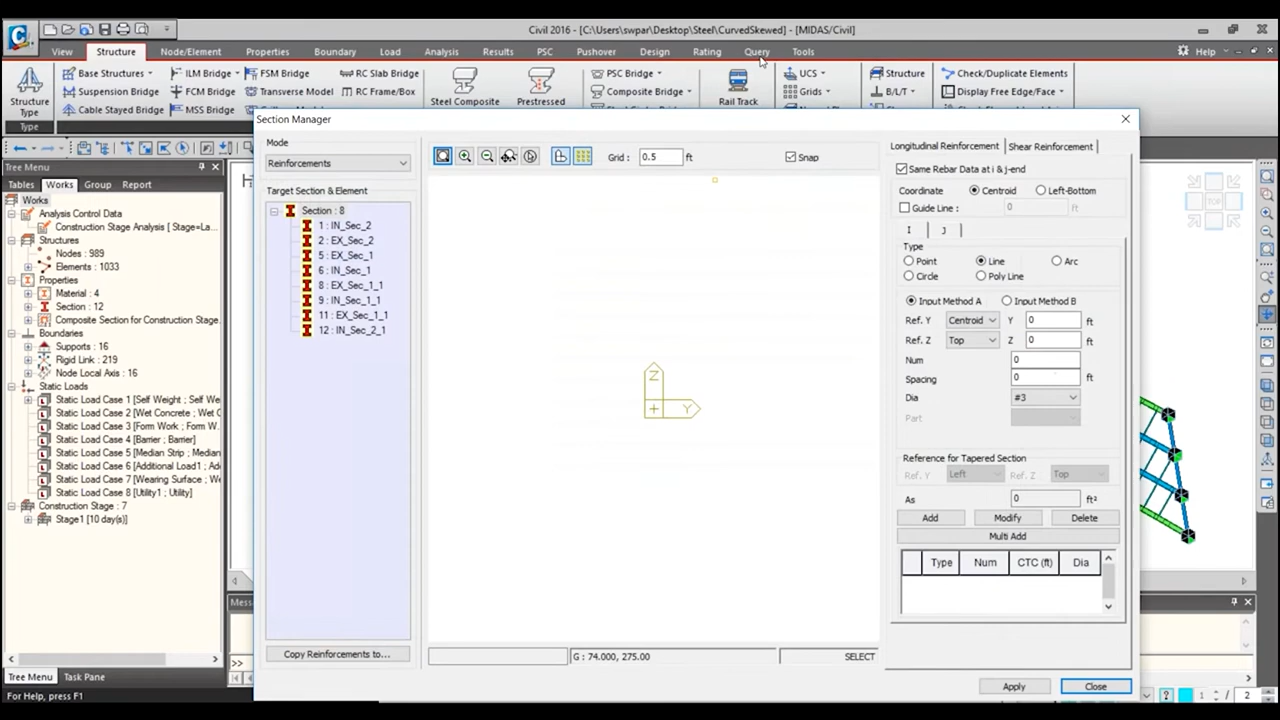 Civil 2016 - [C:\Users\swpar\Desktop\Steel\CurvedSkewed] - [MIDAS/Civil]
View Structure Node/Element Properties Boundary Load Analysis Results PSC Pushover Design Rating Query Tools Help
Structure Type
Type
Base Structures
Suspension Bridge
Cable Stayed Bridge
ILM Bridge
FCM Bridge
MSS Bridge
FSM Bridge
Transverse Model
RC Slab Bridge
RC Frame/Box
Steel Composite
Prestressed
PSC Bridge
Composite Bridge
Rail Track
UCS
Grids
Structure
B/L/T
Check/Duplicate Elements
Display Free Edge/Face
Tree Menu
Tables Works Group Report
Works
Analysis Control Data
Construction Stage Analysis [ Stage=La...
Structures
Nodes : 989
Elements : 1033
Properties
Material : 4
Section : 12
Composite Section for Construction Stage
Boundaries
Supports : 16
Rigid Link : 219
Node Local Axis : 16
Static Loads
Static Load Case 1 [Self Weight ; Self W
Static Load Case 2 [Wet Concrete ; Wet C
Static Load Case 3 [Form Work ; Form W.
Static Load Case 4 [Barrier ; Barrier]
Static Load Case 5 [Median Strip ; Median
Static Load Case 6 [Additional Load1 ; Ad
Static Load Case 7 [Wearing Surface ; We
Static Load Case 8 [Utility1 ; Utility]
Construction Stage : 7
Stage1 [10 day(s)]
Tree Menu Task Pane
For Help, press F1
Mess
>>
Section Manager
Mode
Reinforcements
Target Section & Element
Section : 8
1 : IN_Sec_2
2 : EX_Sec_2
5 : EX_Sec_1
6 : IN_Sec_1
8 : EX_Sec_1_1
9 : IN_Sec_1_1
11 : EX_Sec_1_1
12 : IN_Sec_2_1
Copy Reinforcements to...
Grid : 0.5 ft
Snap
Z
Y
G : 74.000, 275.00
SELECT
Longitudinal Reinforcement Shear Reinforcement
Same Rebar Data at i & j-end
Coordinate Centroid Left-Bottom
Guide Line : 0 ft
I J
Type
Point Line Arc
Circle Poly Line
Input Method A Input Method B
Ref. Y Centroid Y 0 ft
Ref. Z Top Z 0 ft
Num 0
Spacing 0 ft
Dia #3
Part
Reference for Tapered Section
Ref. Y Left Ref. Z Top
As 0 ft²
Add Modify Delete
Multi Add
Type Num CTC (ft) Dia
Apply Close
TOP
1 / 2